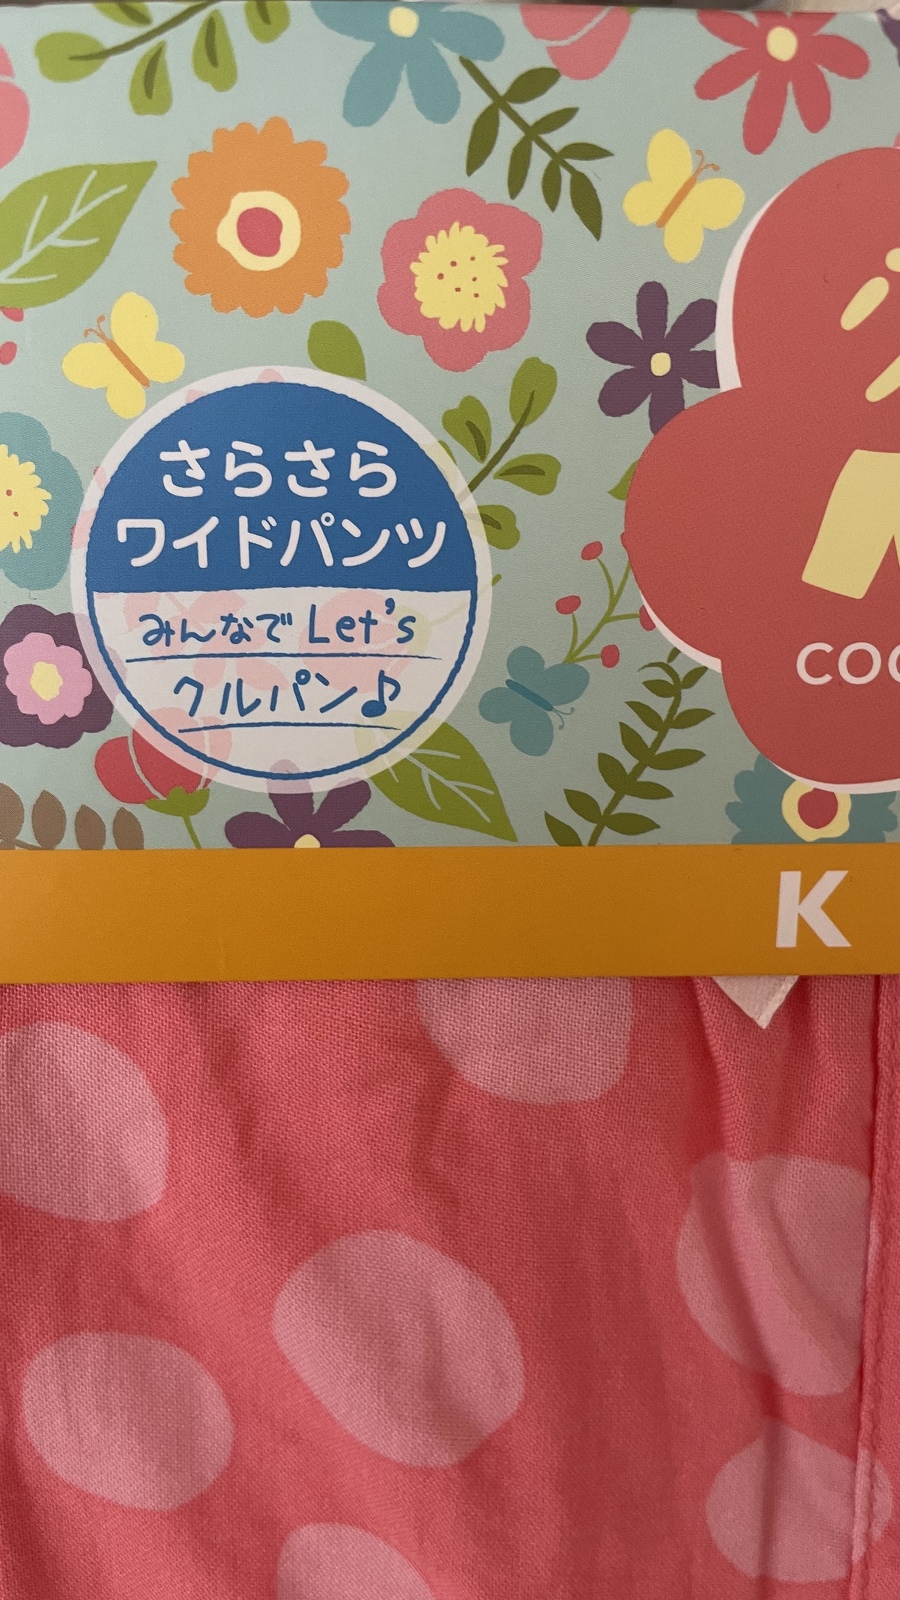 さらさら
ワイドパンツ
みんなで Let's
クルパン♪
K